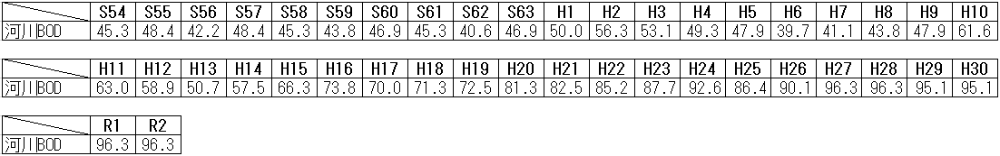 S54 S55 S56 S57 S58 S59 S60 S61 S62 S63 H1 H2 H3 H4 H5 H6 H7 H8 H9 H10
河川BOD 45.3 48.4 42.2 48.4 45.3 43.8 46.9 45.3 40.6 46.9 50.0 56.3 53.1 49.3 47.9 39.7 41.1 43.8 47.9 61.6
H11 H12 H13 H14 H15 H16 H17 H18 H19 H20 H21 H22 H23 H24 H25 H26 H27 H28 H29 H30
河川BOD 63.0 58.9 50.7 57.5 66.3 73.8 70.0 71.3 72.5 81.3 82.5 85.2 87.7 92.6 86.4 90.1 96.3 96.3 95.1 95.1
R1 R2
河川BOD 96.3 96.3